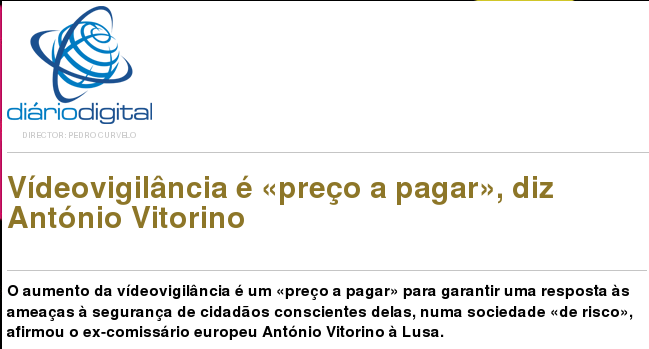 diáriodigital
DIRECTOR: PEDRO CURVELO
Vídeovigilância é «preço a pagar», diz
António Vitorino
O aumento da vídeovigilância é um «preço a pagar» para garantir uma resposta às
ameaças à segurança de cidadãos conscientes delas, numa sociedade «de risco»,
afirmou o ex-comissário europeu António Vitorino à Lusa.